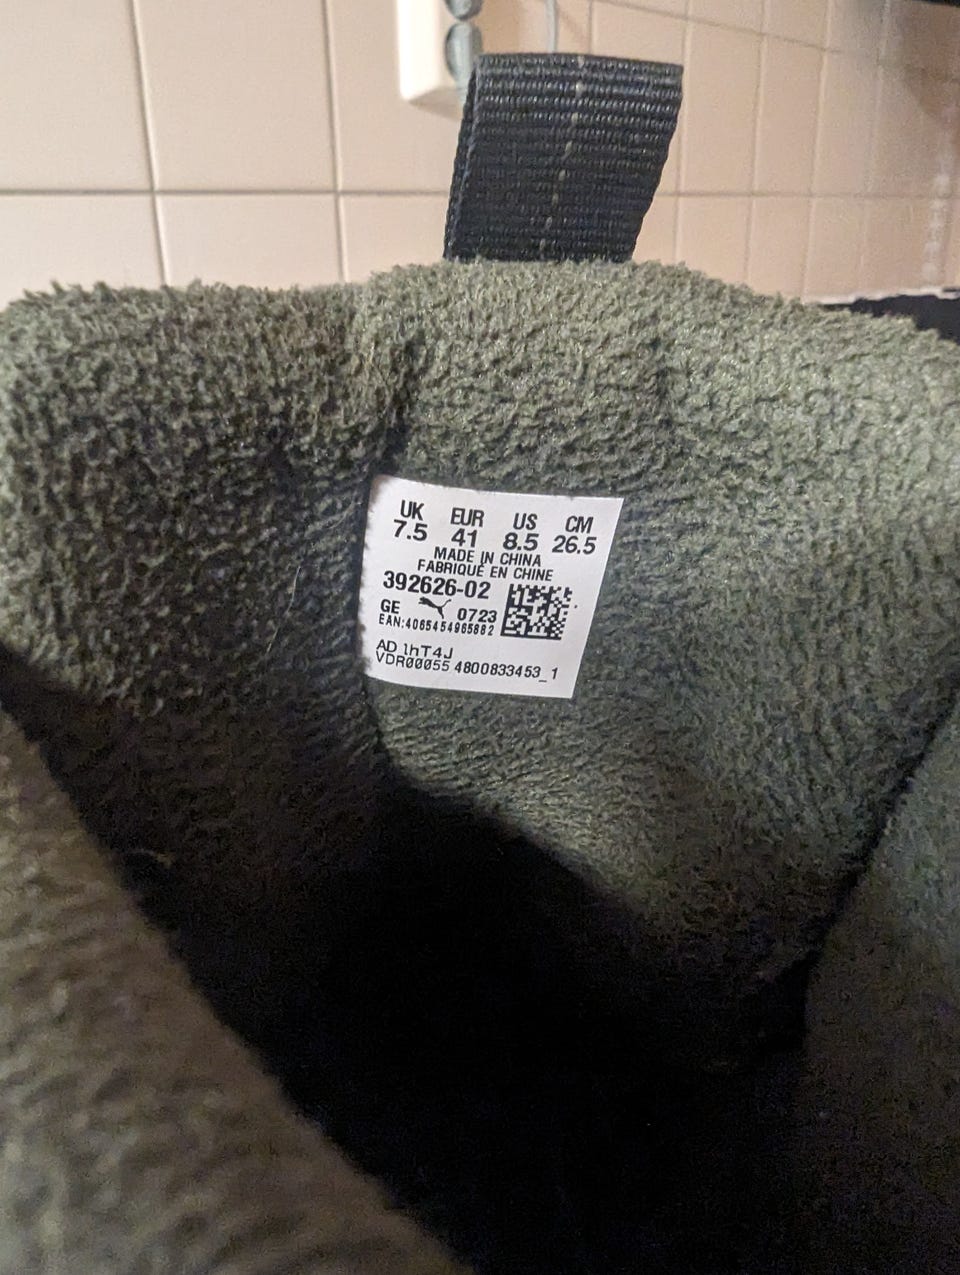 UK EUR US CM
7.5 41 8.5 26.5
MADE IN CHINA
FABRIQUÉ EN CHINE
392626-02
GE 0723
EAN:4065454965882
AD 1hT4J
VDR00055 4800833453_1